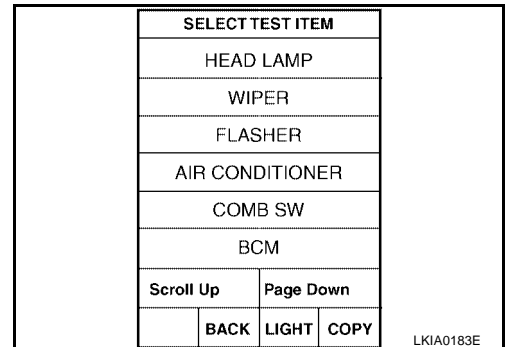 SELECT TEST ITEM
HEAD LAMP
WIPER
FLASHER
AIR CONDITIONER
COMB SW
BCM
Scroll Up Page Down
BACK LIGHT COPY
LKIA0183E